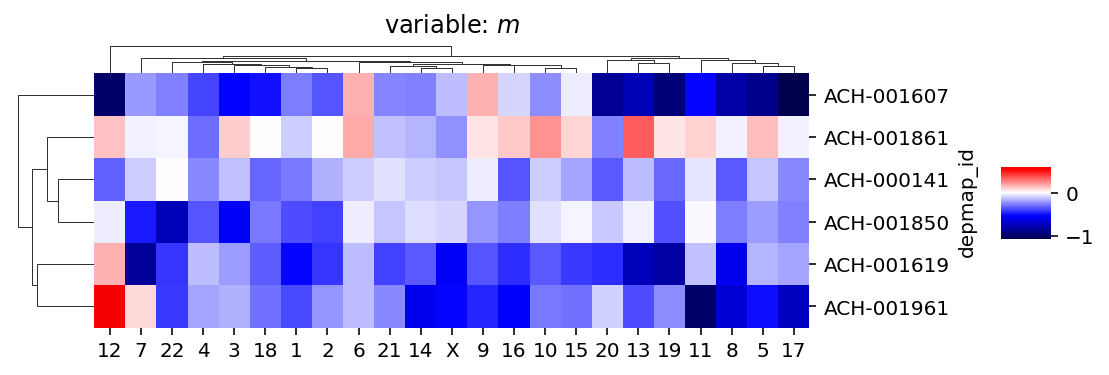 variable: m
ACH-001607
ACH-001861
ACH-000141
ACH-001850
ACH-001619
ACH-001961
12 7 22 4 3 18 1 2 6 21 14 X 9 16 10 15 20 13 19 11 8 5 17
depmap_id
0
−1